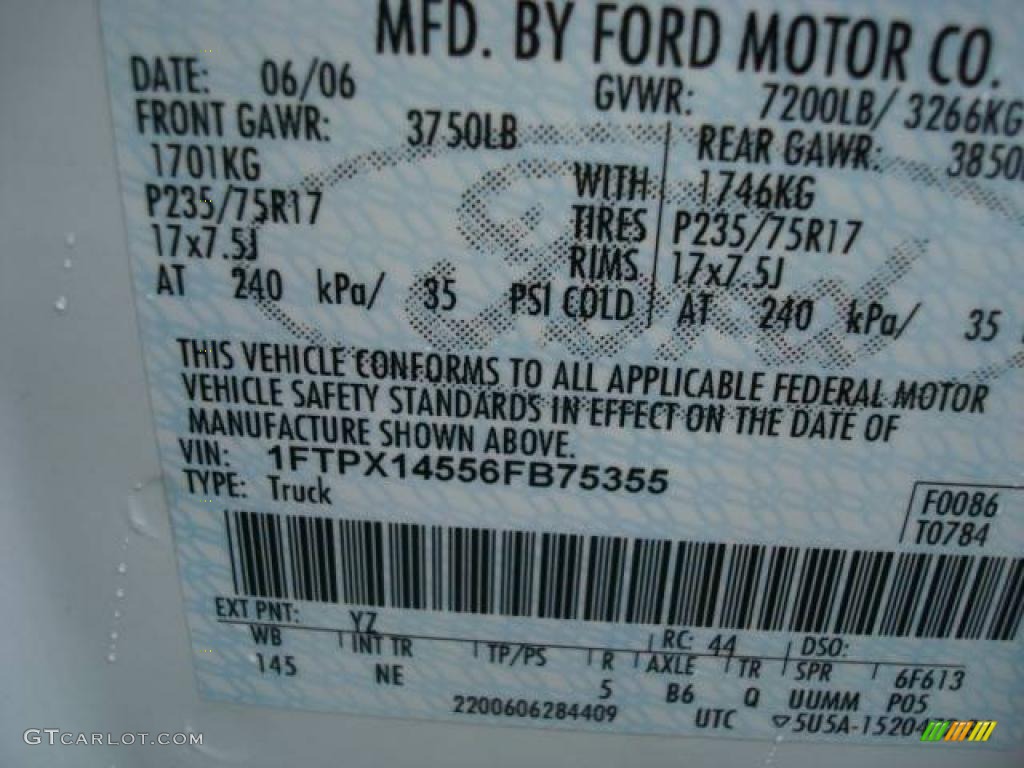 MFD. BY FORD MOTOR CO.
DATE: 06/06 GVWR: 7200LB/ 3266KG
FRONT GAWR: 3750LB REAR GAWR: 3850
1701KG WITH 1746KG
P235/75R17 TIRES P235/75R17
17x7.5J RIMS 17x7.5J
AT 240 kPa/ 35 PSI COLD AT 240 kPa/ 35
THIS VEHICLE CONFORMS TO ALL APPLICABLE FEDERAL MOTOR
VEHICLE SAFETY STANDARDS IN EFFECT ON THE DATE OF
MANUFACTURE SHOWN ABOVE.
VIN: 1FTPX14556FB75355
TYPE: Truck
F0086
T0784
EXT PNT: YZ RC: 44 DSO:
WB INT TR TP/PS R AXLE TR SPR 6F613
145 NE 5 B6 Q UUMM P05
2200606284409 UTC
GTCARLOT.COM